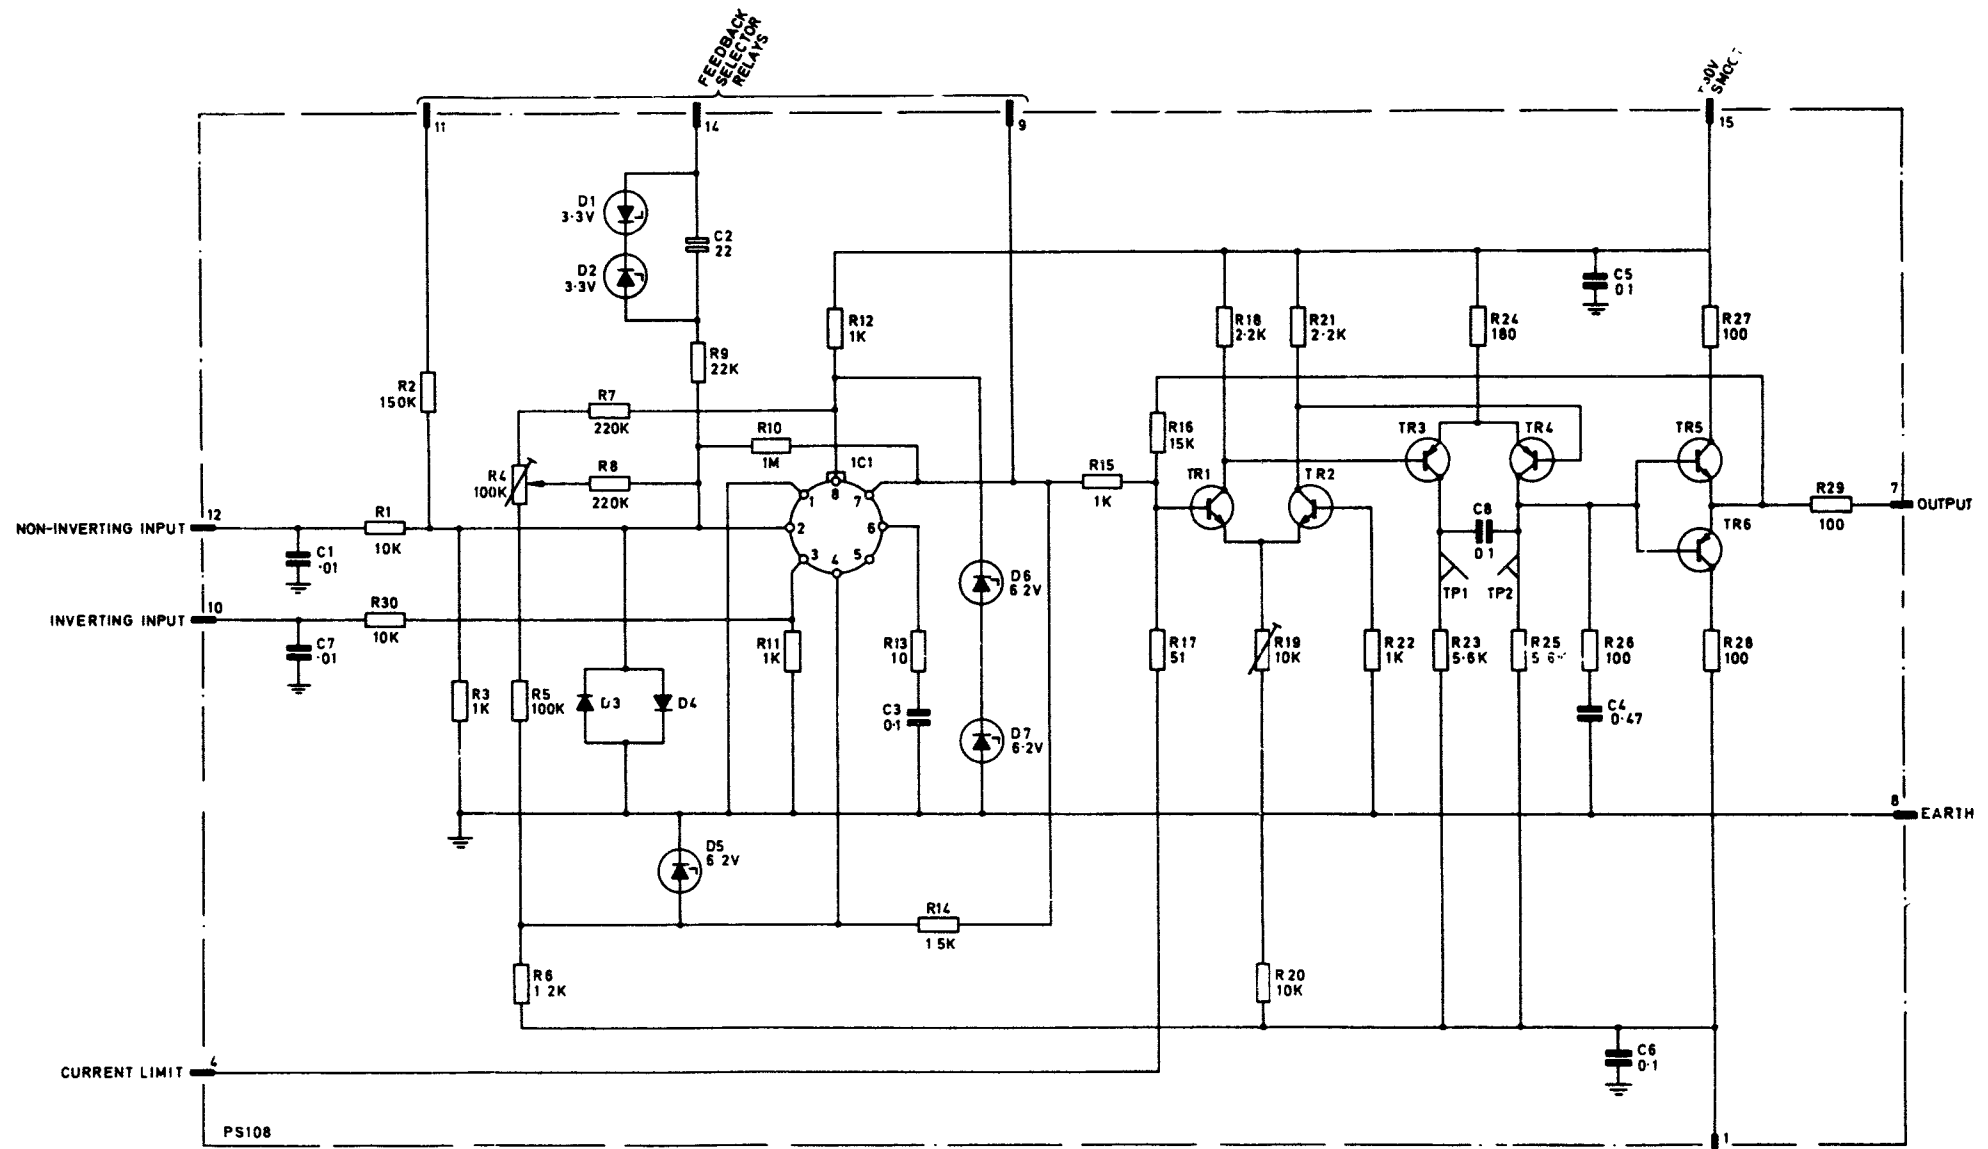 FEEDBACK
SELECTOR
RELAYS
11
14
9
15
D1
3·3V
D2
3·3V
C2
22
C5
0 1
R12
1K
R18
2·2K
R21
2·2K
R24
180
R27
100
R9
22K
R2
150K
R7
220K
R10
1M
R16
15K
TR3
TR4
TR5
R4
100K
R8
220K
1C1
R15
1K
TR1
TR2
1
8
7
2
6
3
4
5
NON-INVERTING INPUT
12
R1
10K
C1
·01
C8
0 1
TR6
R29
100
7
OUTPUT
INVERTING INPUT
10
R30
10K
C7
·01
D6
6 2V
TP1
TP2
R11
1K
R13
10
R17
51
R19
10K
R22
1K
R23
5·6K
R25
R26
100
R28
100
R3
1K
R5
100K
D3
D4
C3
0·1
D7
6·2V
C4
0·47
8
EARTH
D5
6 2V
R14
1 5K
R6
1 2K
R20
10K
C6
0·1
CURRENT LIMIT
4
PS108
1